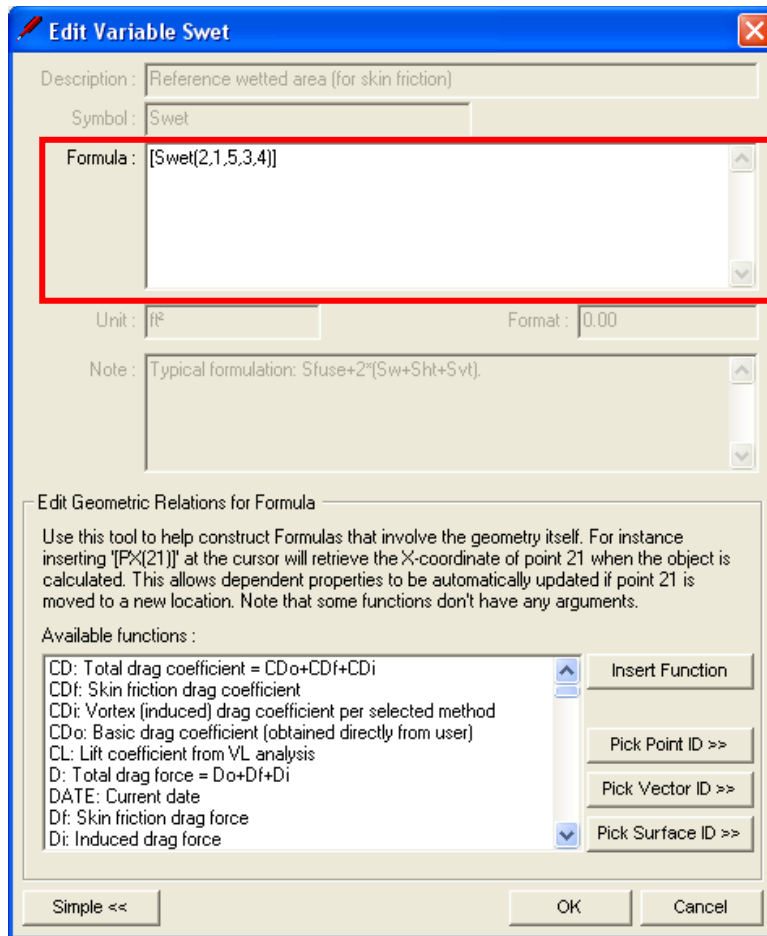 Edit Variable Swet
Description : Reference wetted area (for skin friction)
Symbol : Swet
Formula : [Swet(2,1,5,3,4)]
Unit : ft² Format : 0.00
Note : Typical formulation: Sfuse+2*(Sw+Sht+Svt).
Edit Geometric Relations for Formula
Use this tool to help construct Formulas that involve the geometry itself. For instance
inserting '[PX(21)]' at the cursor will retrieve the X-coordinate of point 21 when the object is
calculated. This allows dependent properties to be automatically updated if point 21 is
moved to a new location. Note that some functions don't have any arguments.
Available functions :
CD: Total drag coefficient = CDo+CDf+CDi
CDf: Skin friction drag coefficient
CDi: Vortex (induced) drag coefficient per selected method
CDo: Basic drag coefficient (obtained directly from user)
CL: Lift coefficient from VL analysis
D: Total drag force = Do+Df+Di
DATE: Current date
Df: Skin friction drag force
Di: Induced drag force
Insert Function
Pick Point ID >>
Pick Vector ID >>
Pick Surface ID >>
Simple << OK Cancel